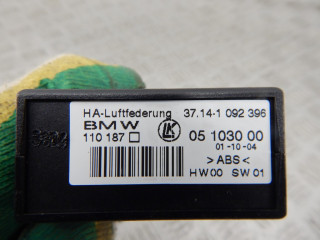 HA-Luftfederung 37.14-1 092 396
BMW
110 187 LK 05 1030 00
01-10-04
>ABS<
HW00 SW01